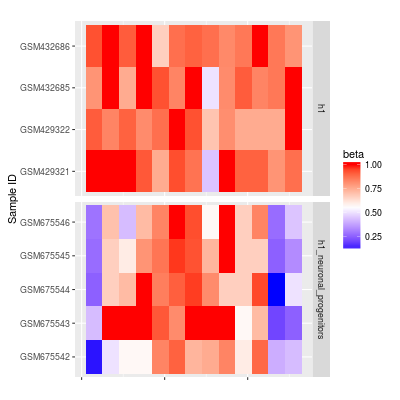 GSM432686
GSM432685
GSM429322
GSM429321
h1
GSM675546
GSM675545
GSM675544
GSM675543
GSM675542
h1_neuronal_progenitors
Sample ID
beta
1.00
0.75
0.50
0.25